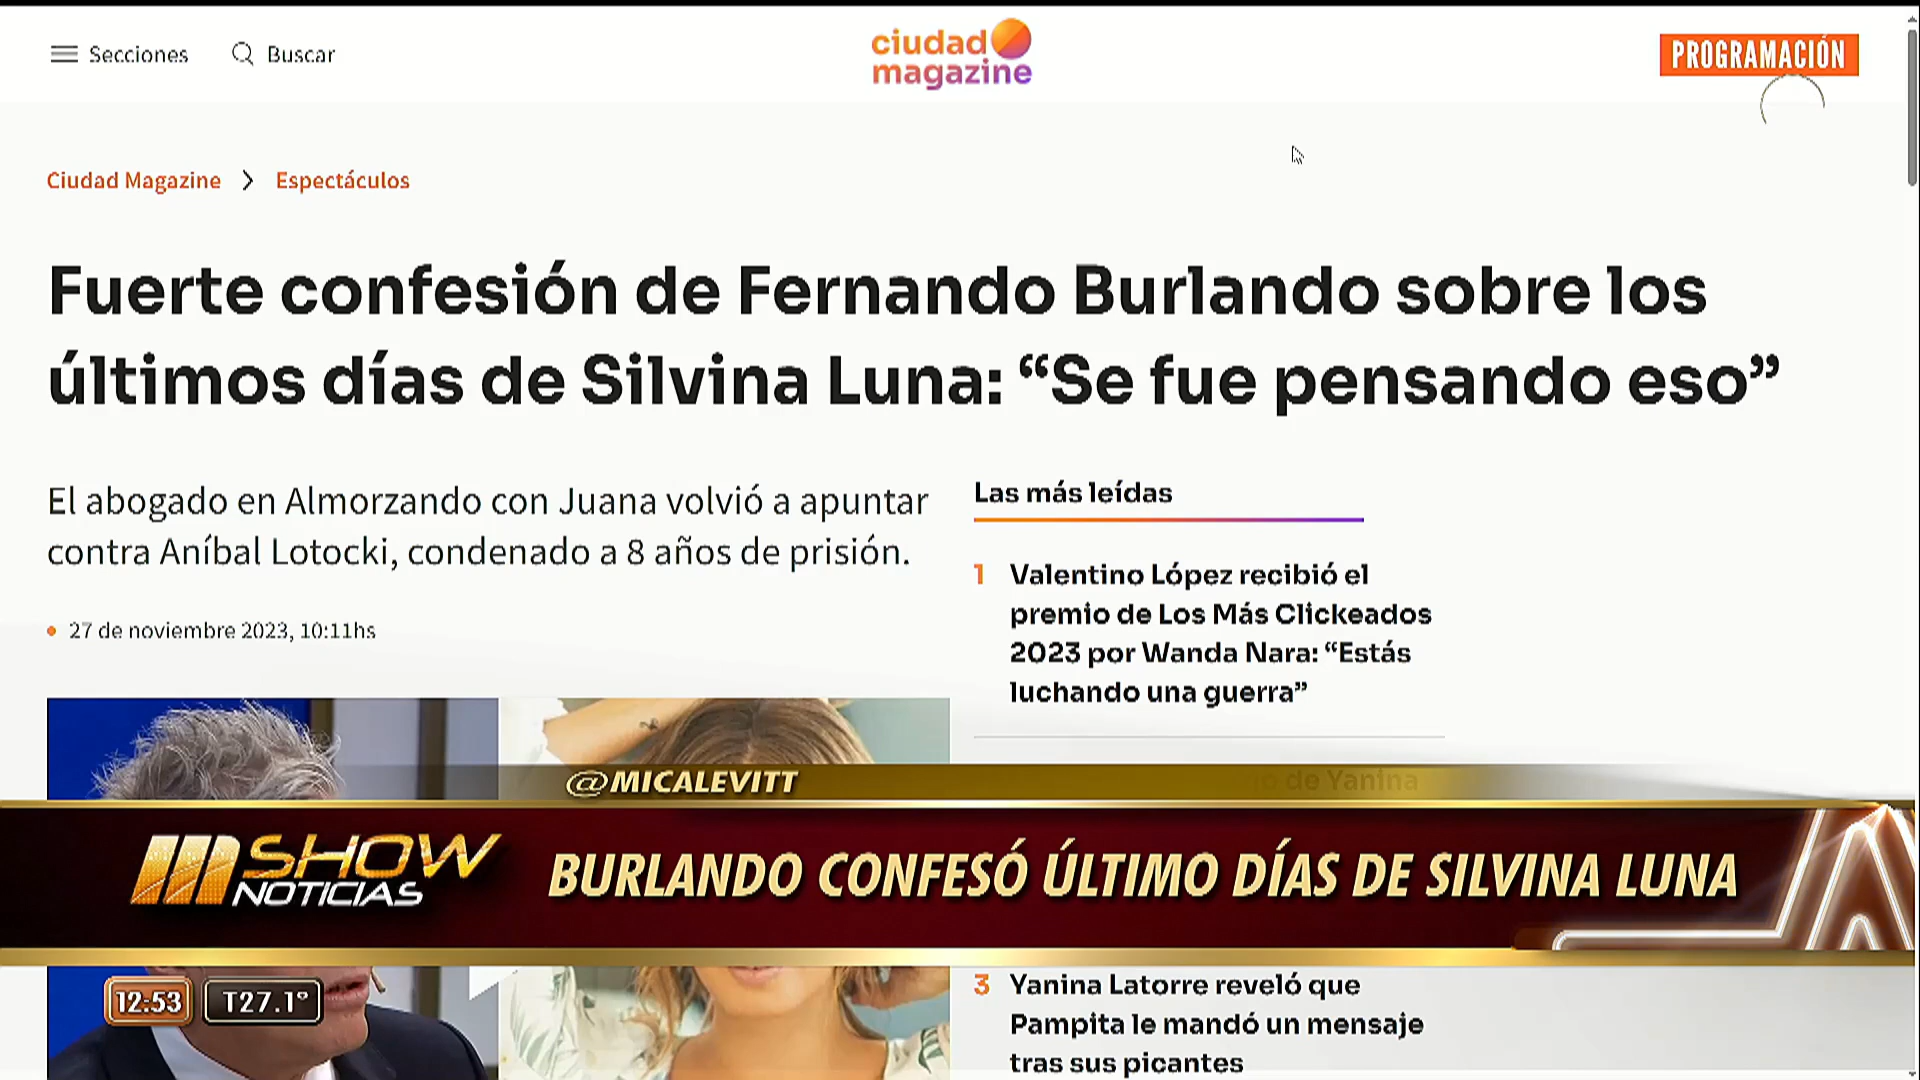 Secciones
Buscar
ciudad
magazine
PROGRAMACIÓN
Ciudad Magazine
Espectáculos
Fuerte confesión de Fernando Burlando sobre los
últimos días de Silvina Luna: “Se fue pensando eso”
El abogado en Almorzando con Juana volvió a apuntar
contra Aníbal Lotocki, condenado a 8 años de prisión.
27 de noviembre 2023, 10:11hs
Las más leídas
1 Valentino López recibió el
premio de Los Más Clickeados
2023 por Wanda Nara: “Estás
luchando una guerra”
de Yanina
@MICALEVITT
SHOW
NOTICIAS
BURLANDO CONFESÓ ÚLTIMO DÍAS DE SILVINA LUNA
12:53
T27.1°
3 Yanina Latorre reveló que
Pampita le mandó un mensaje
tras sus picantes